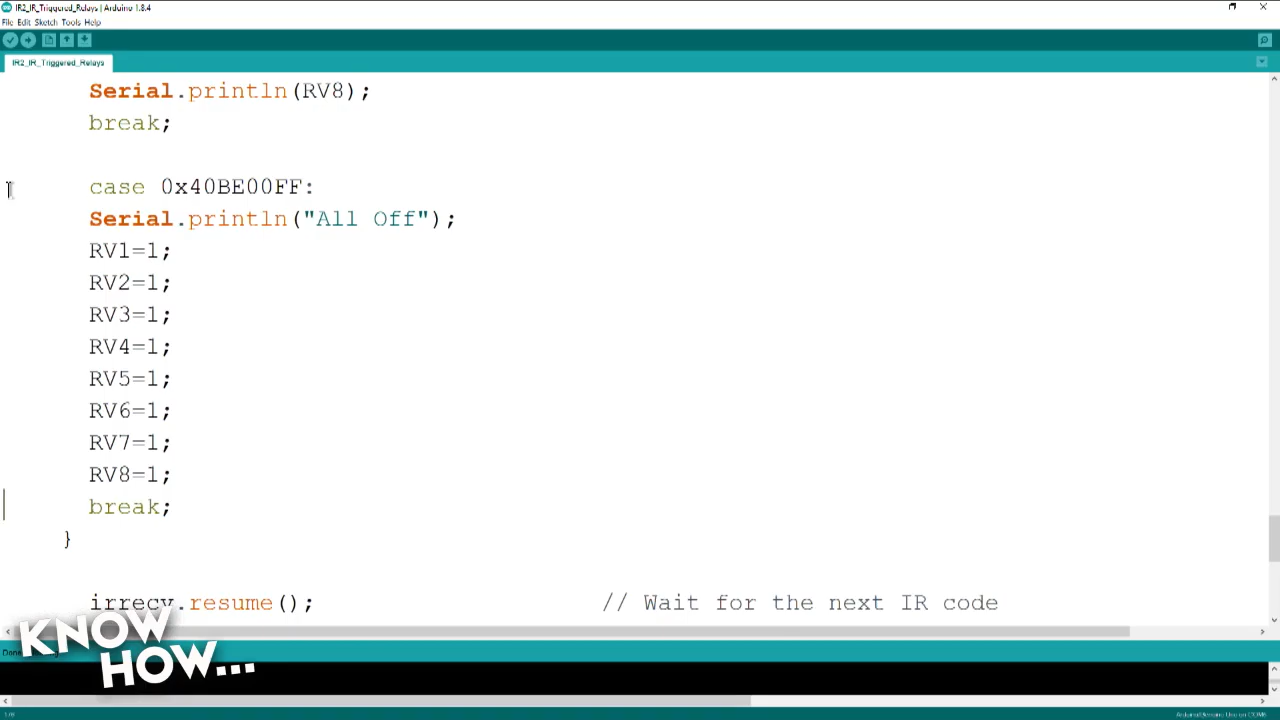 IR2_IR_Triggered_Relays | Arduino 1.8.4
File Edit Sketch Tools Help
IR2_IR_Triggered_Relays
Serial.println(RV8);
break;
case 0x40BE00FF:
Serial.println("All Off");
RV1=1;
RV2=1;
RV3=1;
RV4=1;
RV5=1;
RV6=1;
RV7=1;
RV8=1;
break;
}
irrecv.resume(); // Wait for the next IR code
KNOW
HOW...